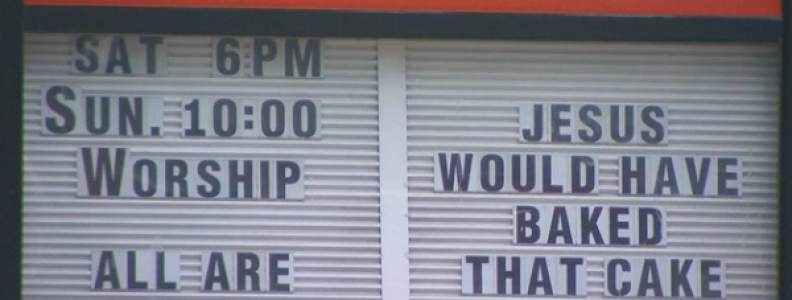 SAT 6PM
SUN. 10:00
WORSHIP
ALL ARE
JESUS
WOULD HAVE
BAKED
THAT CAKE